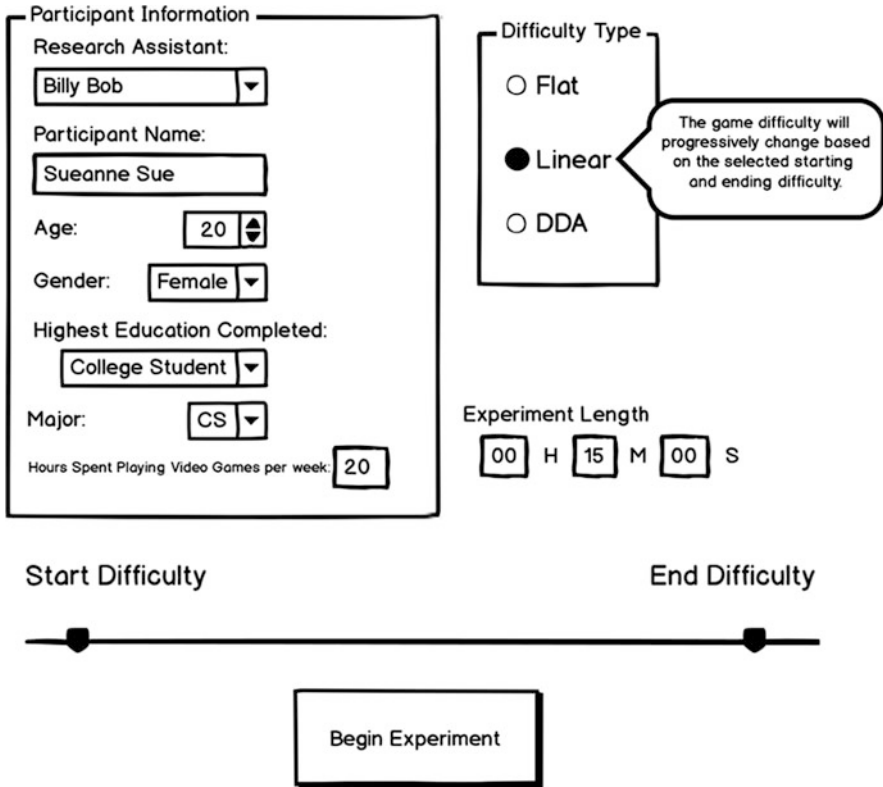 Participant Information
Research Assistant:
Billy Bob
Participant Name:
Sueanne Sue
Age:
20
Gender:
Female
Highest Education Completed:
College Student
Major:
CS
Hours Spent Playing Video Games per week:
20
Difficulty Type
Flat
Linear
DDA
The game difficulty will
progressively change based
on the selected starting
and ending difficulty.
Experiment Length
00 H 15 M 00 S
Start Difficulty
End Difficulty
Begin Experiment